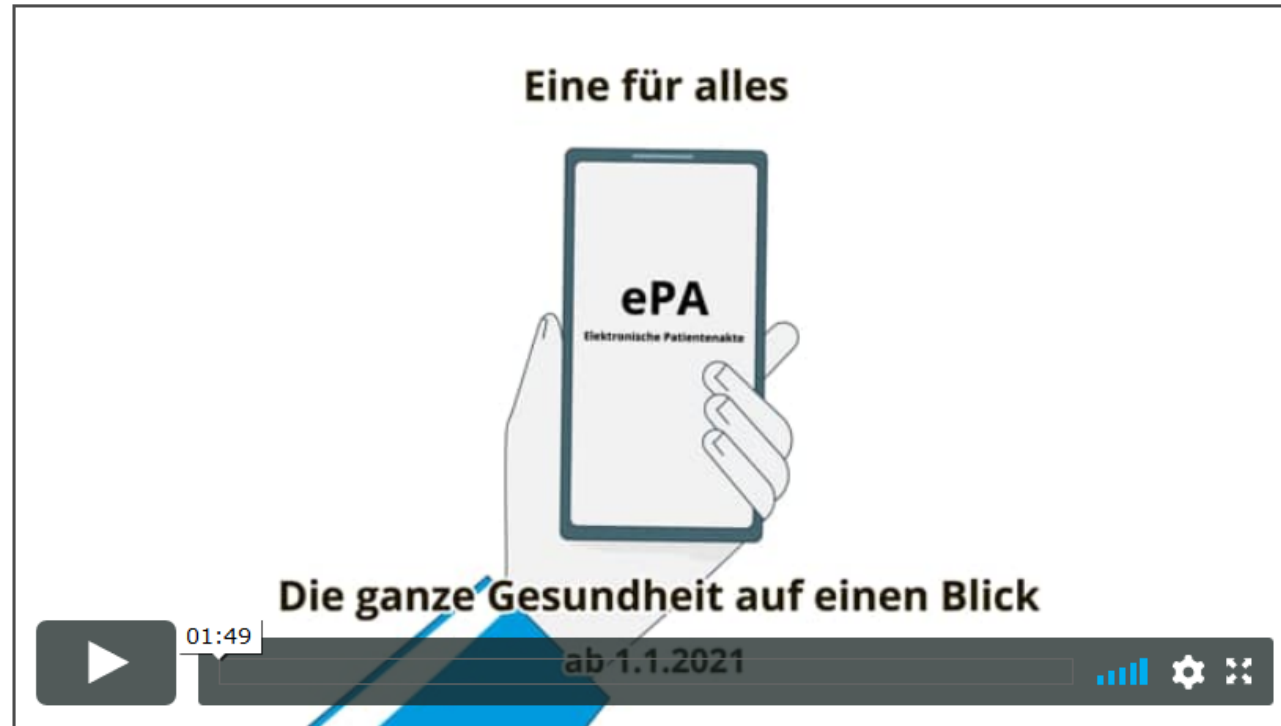 Eine für alles
ePA
Elektronische Patientenakte
Die ganze Gesundheit auf einen Blick
01:49
ab 1.1.2021